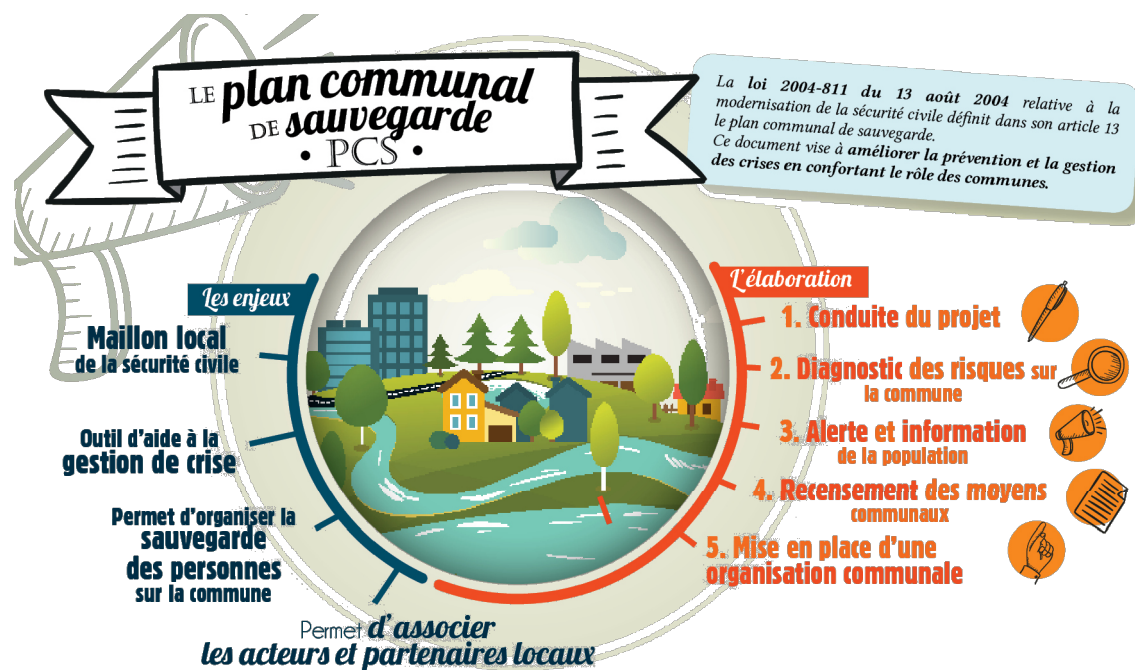 LE plan communal
DE sauvegarde
• PCS •
La loi 2004-811 du 13 août 2004 relative à la
modernisation de la sécurité civile définit dans son article 13
le plan communal de sauvegarde.
Ce document vise à améliorer la prévention et la gestion
des crises en confortant le rôle des communes.
Les enjeux
Maillon local
de la sécurité civile
Outil d'aide à la
gestion de crise
Permet d'organiser la
sauvegarde
des personnes
sur la commune
Permet d'associer
les acteurs et partenaires locaux
L'élaboration
1. Conduite du projet
2. Diagnostic des risques sur
la commune
3. Alerte et information
de la population
4. Recensement des moyens
communaux
5. Mise en place d'une
organisation communale